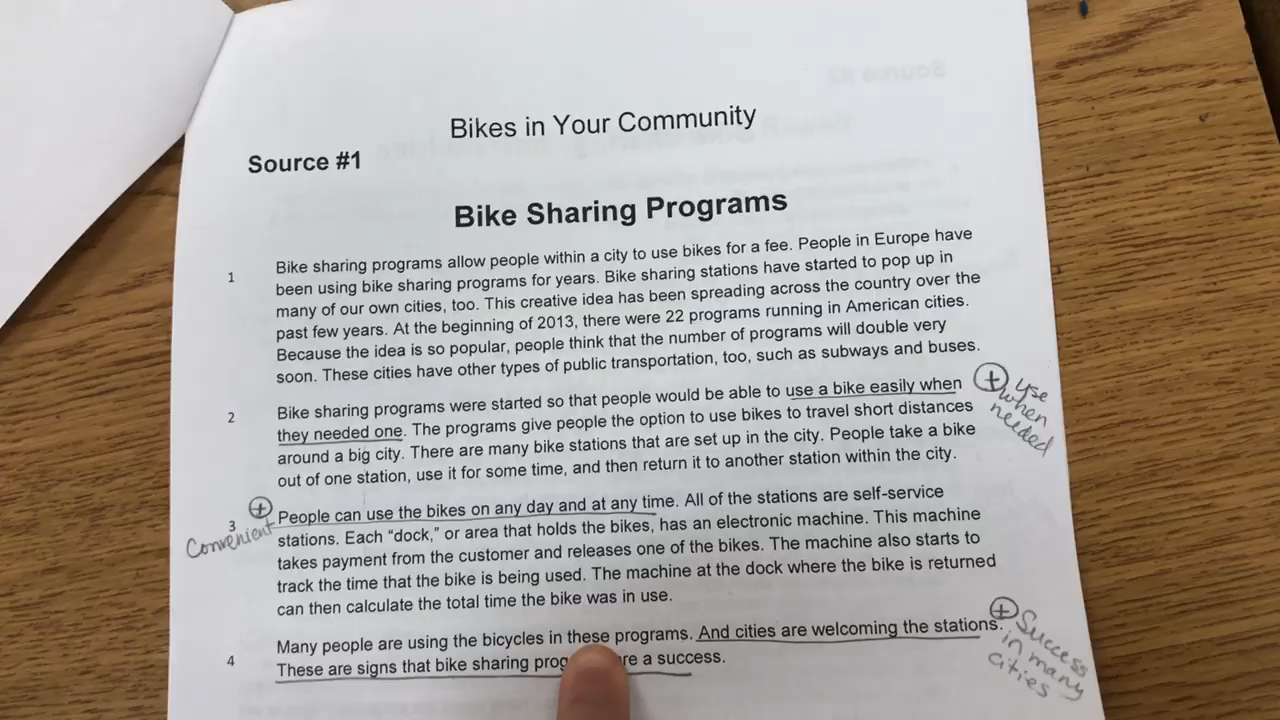 Bikes in Your Community
Source #1
Bike Sharing Programs
1
Bike sharing programs allow people within a city to use bikes for a fee. People in Europe have
been using bike sharing programs for years. Bike sharing stations have started to pop up in
many of our own cities, too. This creative idea has been spreading across the country over the
past few years. At the beginning of 2013, there were 22 programs running in American cities.
Because the idea is so popular, people think that the number of programs will double very
soon. These cities have other types of public transportation, too, such as subways and buses.
2
Bike sharing programs were started so that people would be able to use a bike easily when
they needed one. The programs give people the option to use bikes to travel short distances
around a big city. There are many bike stations that are set up in the city. People take a bike
out of one station, use it for some time, and then return it to another station within the city.
+ use
when
needed
3
People can use the bikes on any day and at any time. All of the stations are self-service
stations. Each “dock,” or area that holds the bikes, has an electronic machine. This machine
takes payment from the customer and releases one of the bikes. The machine also starts to
track the time that the bike is being used. The machine at the dock where the bike is returned
can then calculate the total time the bike was in use.
+
Convenient
4
Many people are using the bicycles in these programs. And cities are welcoming the stations.
These are signs that bike sharing prog re a success.
+ Success
in many
cities